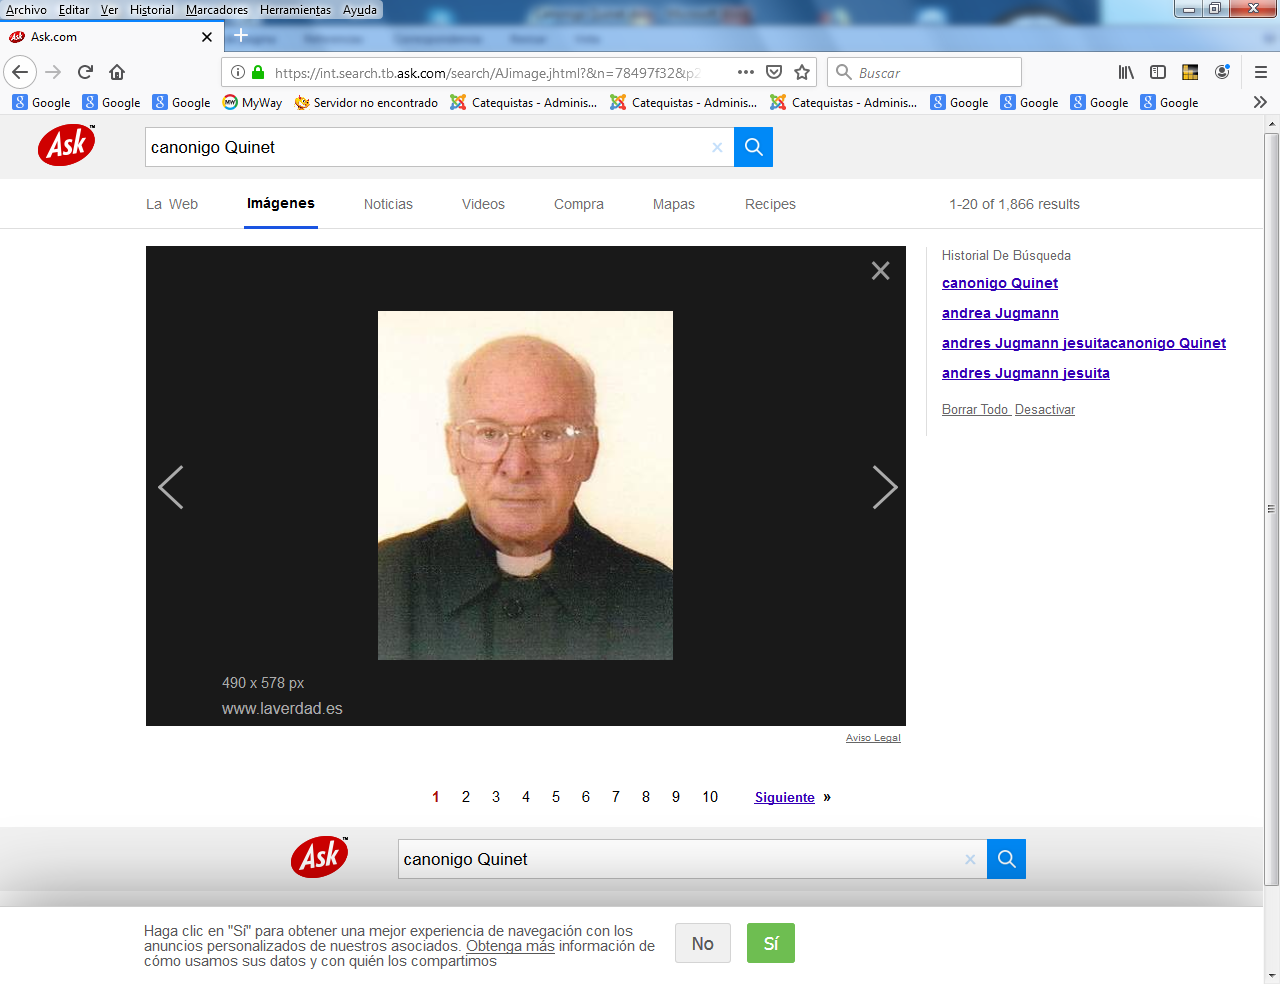 Archivo Editar Ver Historial Marcadores Herramientas Ayuda
Ask Ask.com
https://int.search.tb.ask.com/search/AJimage.jhtml?&n=78497f32&p2 Buscar
Google Google Google MyWay Servidor no encontrado Catequistas - Adminis... Catequistas - Adminis... Catequistas - Adminis... Google Google Google Google
Ask™ canonigo Quinet
La Web Imágenes Noticias Videos Compra Mapas Recipes 1-20 of 1,866 results
Historial De Búsqueda
canonigo Quinet
andrea Jugmann
andres Jugmann jesuitacanonigo Quinet
andres Jugmann jesuita
Borrar Todo Desactivar
490 x 578 px
www.laverdad.es
Aviso Legal
1 2 3 4 5 6 7 8 9 10 Siguiente »
Ask™ canonigo Quinet
Haga clic en "Sí" para obtener una mejor experiencia de navegación con los
anuncios personalizados de nuestros asociados. Obtenga más información de
cómo usamos sus datos y con quién los compartimos
No Sí